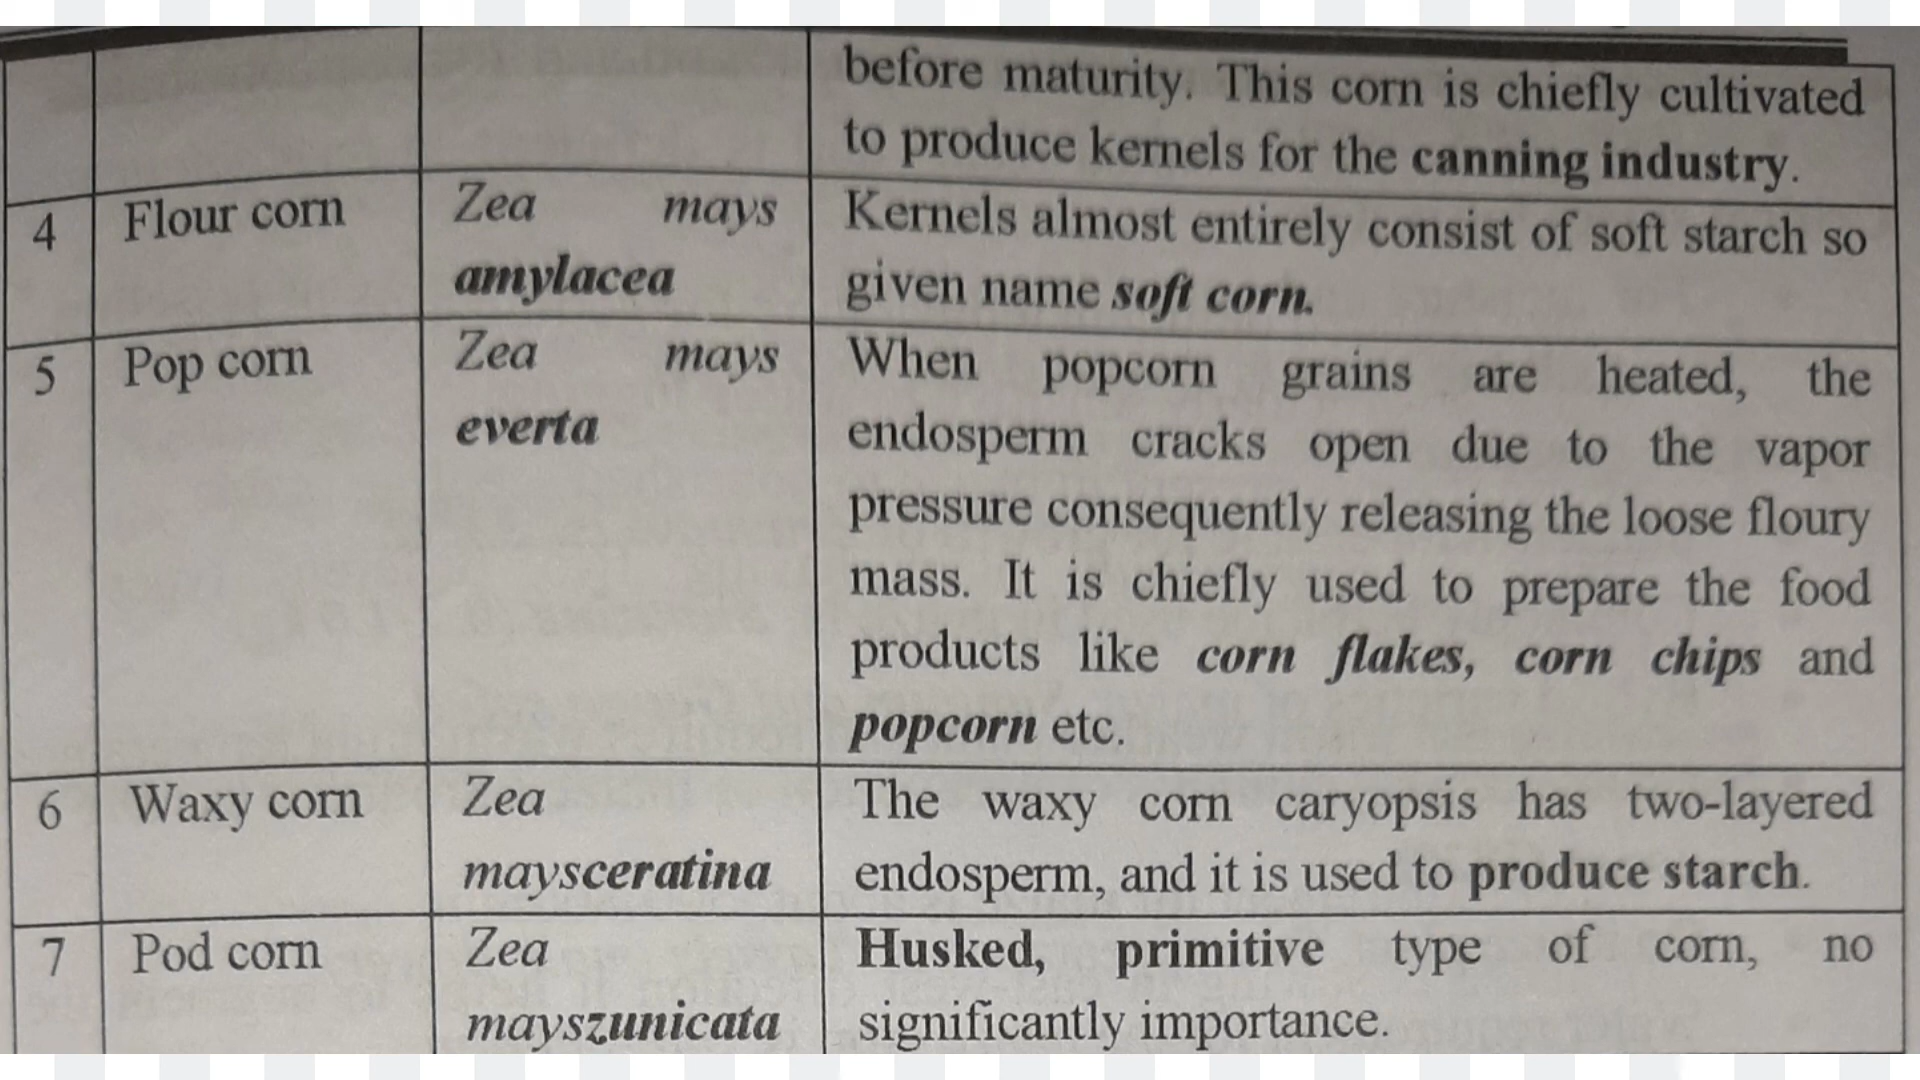 before maturity. This corn is chiefly cultivated
to produce kernels for the canning industry.
4 Flour corn Zea mays Kernels almost entirely consist of soft starch so
amylacea given name soft corn.
5 Pop corn Zea mays When popcorn grains are heated, the
everta endosperm cracks open due to the vapor
pressure consequently releasing the loose floury
mass. It is chiefly used to prepare the food
products like corn flakes, corn chips and
popcorn etc.
6 Waxy corn Zea The waxy corn caryopsis has two-layered
maysceratina endosperm, and it is used to produce starch.
7 Pod corn Zea Husked, primitive type of corn, no
mayszunicata significantly importance.